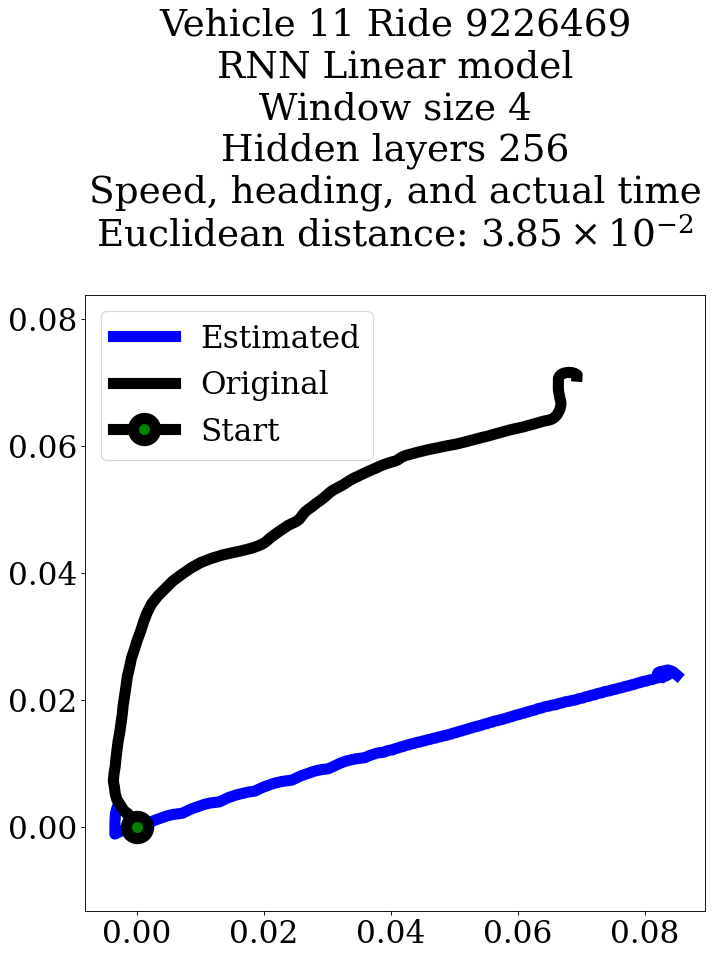 Vehicle 11 Ride 9226469
RNN Linear model
Window size 4
Hidden layers 256
Speed, heading, and actual time
Euclidean distance: 3.85 × 10⁻²
Estimated
Original
Start
0.08
0.06
0.04
0.02
0.00
0.00 0.02 0.04 0.06 0.08